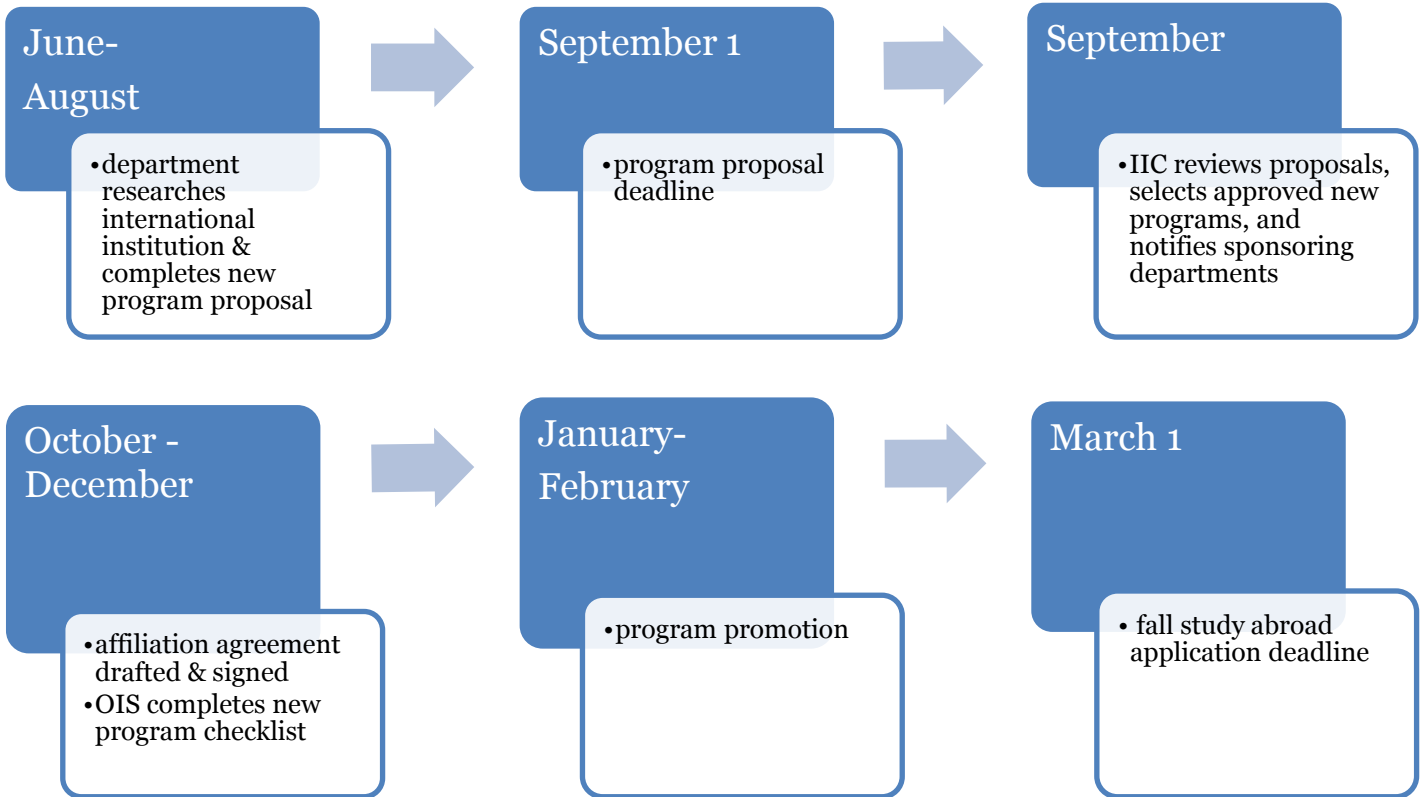 June-
August
•department
researches
international
institution &
completes new
program proposal
September 1
•program proposal
deadline
September
•IIC reviews proposals,
selects approved new
programs, and
notifies sponsoring
departments
October -
December
•affiliation agreement
drafted & signed
•OIS completes new
program checklist
January-
February
•program promotion
March 1
• fall study abroad
application deadline